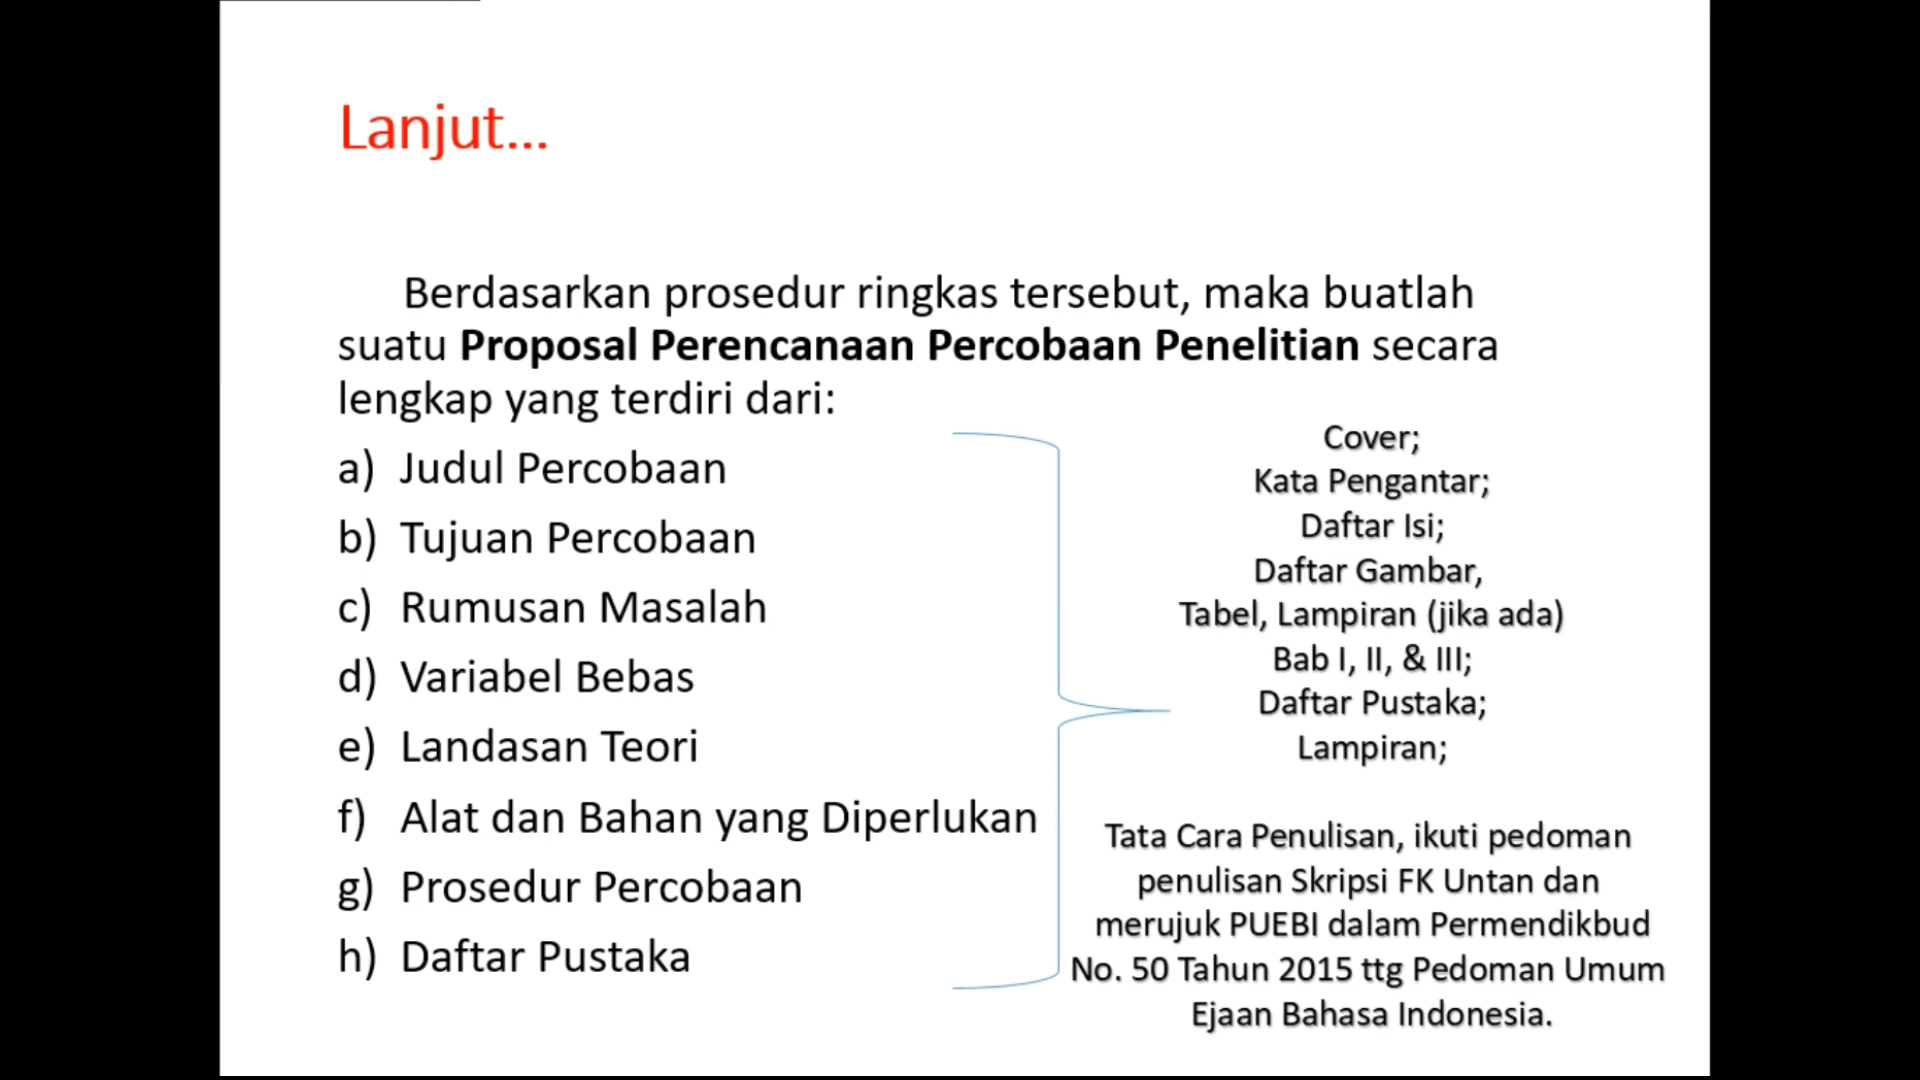 Lanjut...
Berdasarkan prosedur ringkas tersebut, maka buatlah
suatu Proposal Perencanaan Percobaan Penelitian secara
lengkap yang terdiri dari:
a) Judul Percobaan
b) Tujuan Percobaan
c) Rumusan Masalah
d) Variabel Bebas
e) Landasan Teori
f) Alat dan Bahan yang Diperlukan
g) Prosedur Percobaan
h) Daftar Pustaka
Cover;
Kata Pengantar;
Daftar Isi;
Daftar Gambar,
Tabel, Lampiran (jika ada)
Bab I, II, & III;
Daftar Pustaka;
Lampiran;
Tata Cara Penulisan, ikuti pedoman
penulisan Skripsi FK Untan dan
merujuk PUEBI dalam Permendikbud
No. 50 Tahun 2015 ttg Pedoman Umum
Ejaan Bahasa Indonesia.